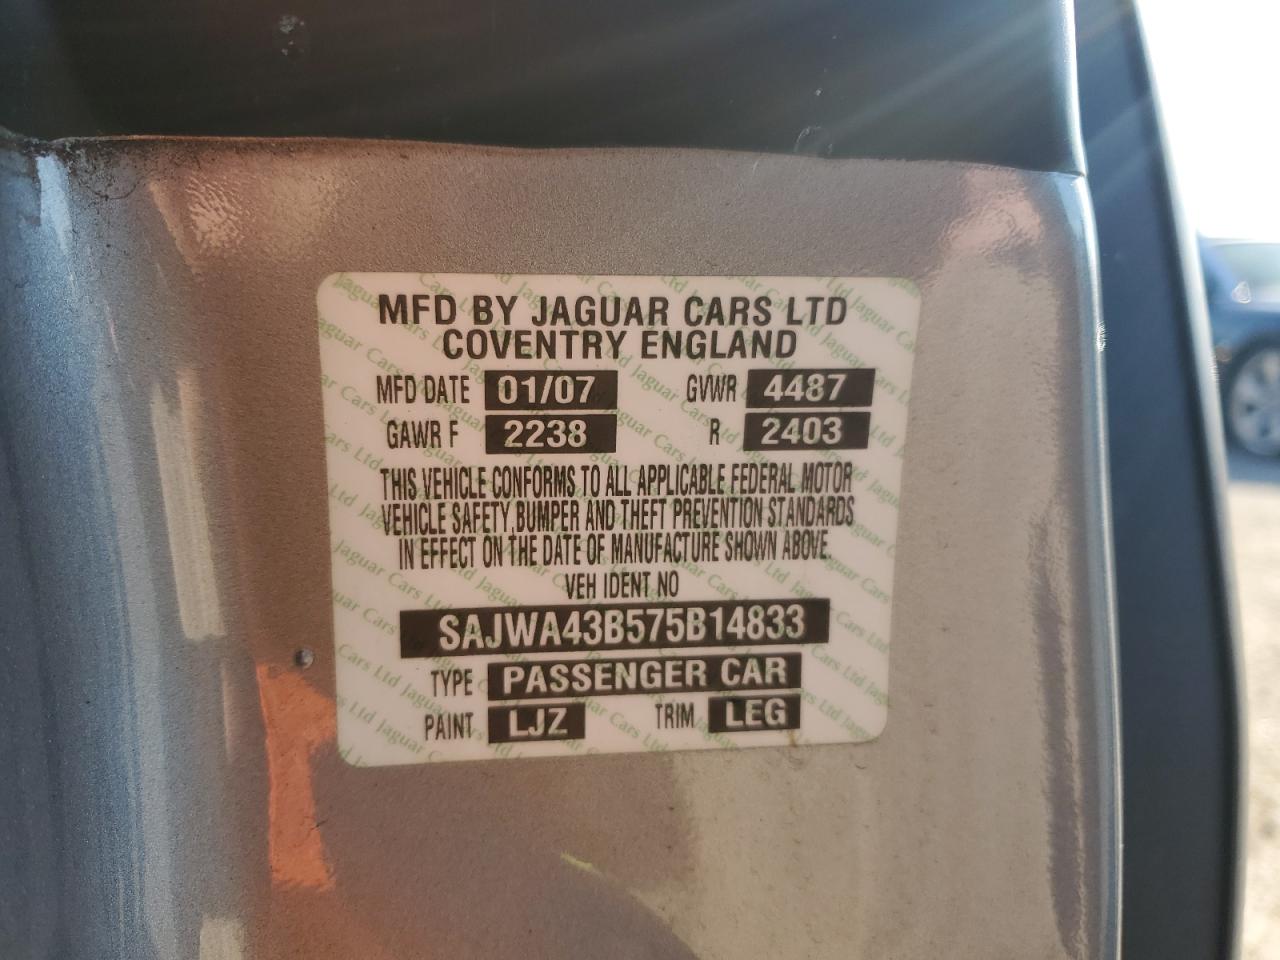 MFD BY JAGUAR CARS LTD
COVENTRY ENGLAND
MFD DATE 01/07 GVWR 4487
GAWR F 2238 R 2403
THIS VEHICLE CONFORMS TO ALL APPLICABLE FEDERAL MOTOR
VEHICLE SAFETY, BUMPER AND THEFT PREVENTION STANDARDS
IN EFFECT ON THE DATE OF MANUFACTURE SHOWN ABOVE.
VEH IDENT NO
SAJWA43B575B14833
TYPE PASSENGER CAR
PAINT LJZ TRIM LEG